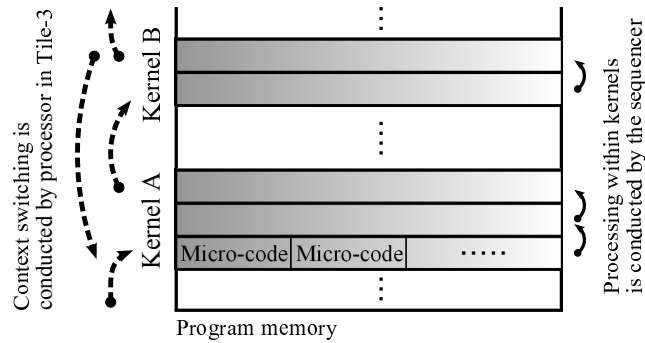 Context switching is
conducted by processor in Tile-3
Kernel B
Kernel A
Micro-code Micro-code .....
Program memory
Processing within kernels
is conducted by the sequencer